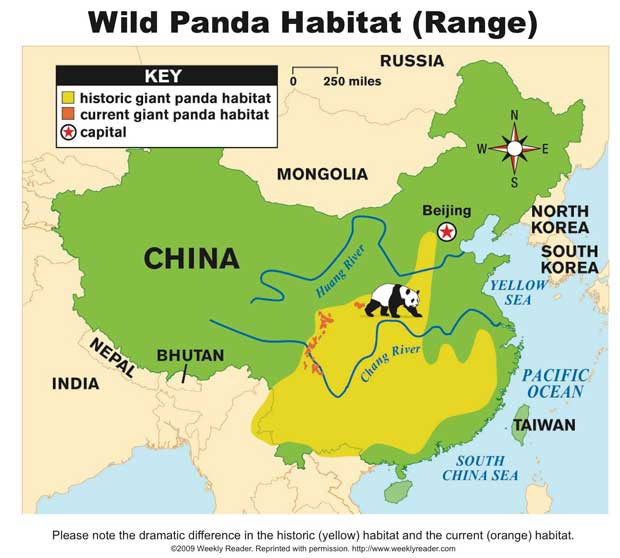 Wild Panda Habitat (Range)
KEY
historic giant panda habitat
current giant panda habitat
capital
0 250 miles
RUSSIA
N
W E
S
MONGOLIA
Beijing
NORTH
KOREA
SOUTH
KOREA
CHINA
Huang River
YELLOW
SEA
NEPAL
BHUTAN
Chang River
INDIA
PACIFIC
OCEAN
TAIWAN
SOUTH
CHINA SEA
Please note the dramatic difference in the historic (yellow) habitat and the current (orange) habitat.
©2009 Weekly Reader. Reprinted with permission. http://www.weeklyreader.com